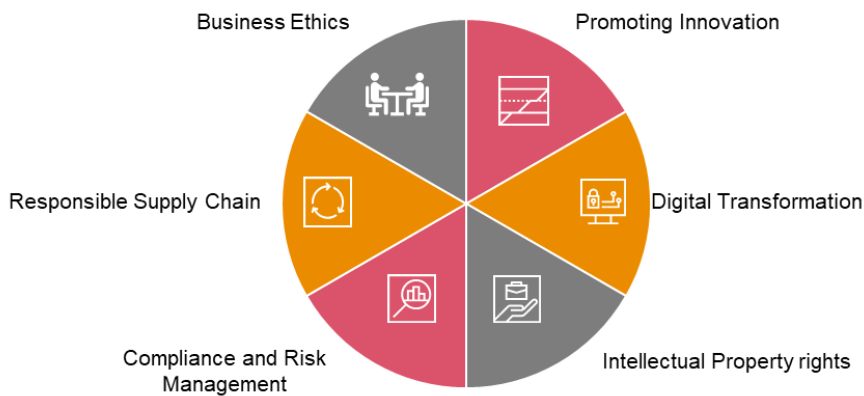 Business Ethics
Promoting Innovation
Responsible Supply Chain
Digital Transformation
Compliance and Risk
Management
Intellectual Property rights